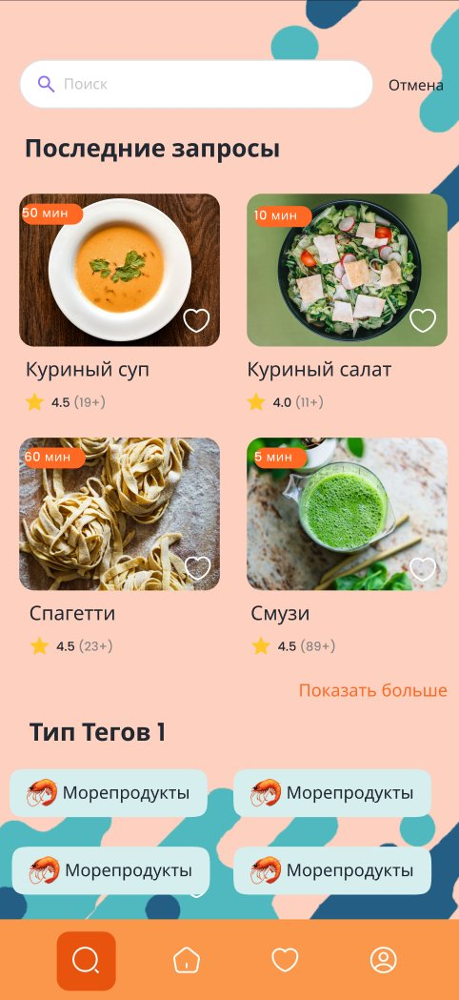 Поиск
Отмена
Последние запросы
50 мин
10 мин
Куриный суп
Куриный салат
4.5 (19+)
4.0 (11+)
60 мин
5 мин
Спагетти
Смузи
4.5 (23+)
4.5 (89+)
Показать больше
Тип Тегов 1
Морепродукты
Морепродукты
Морепродукты
Морепродукты